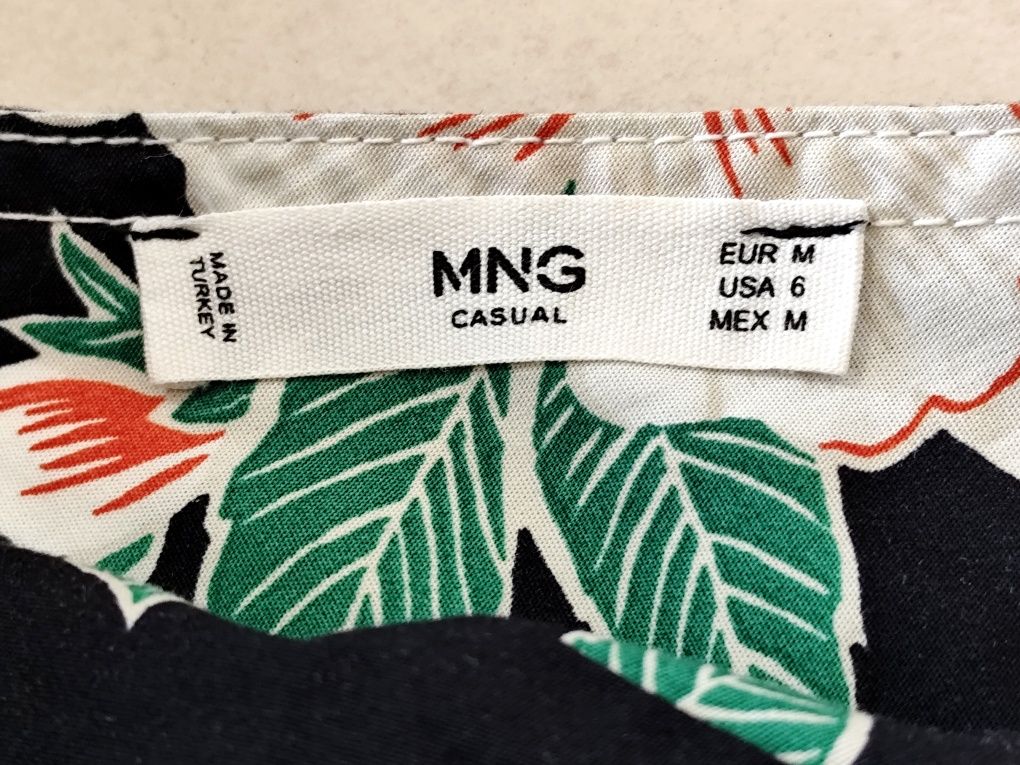 MADE IN
TURKEY
MNG
CASUAL
EUR M
USA 6
MEX M